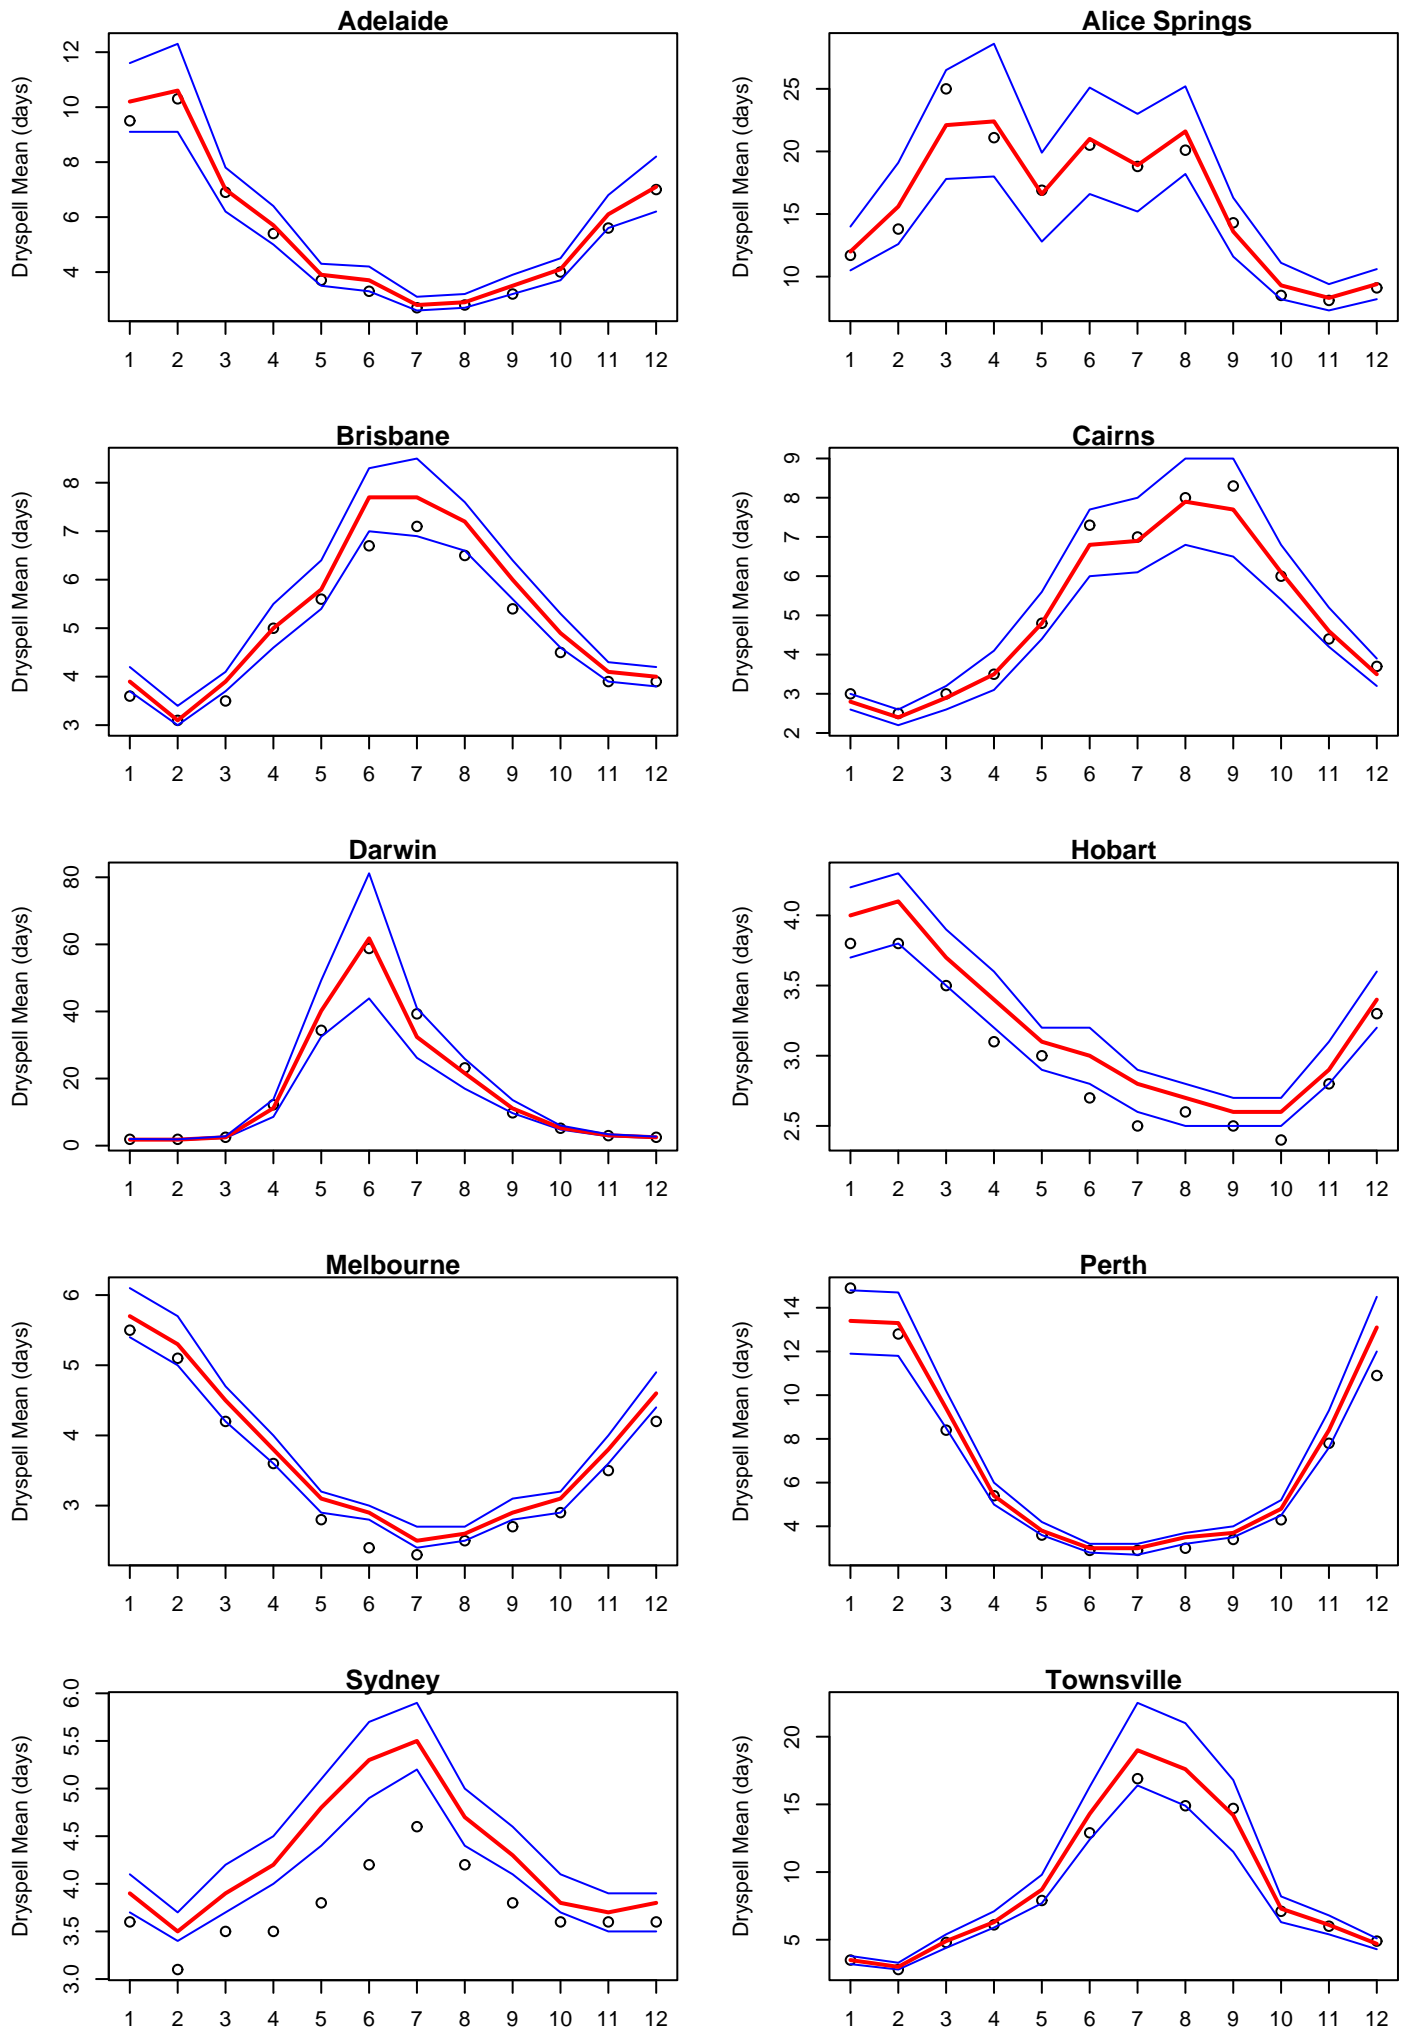 Adelaide
Dryspell Mean (days)
4 6 8 10 12
1 2 3 4 5 6 7 8 9 10 11 12
Alice Springs
Dryspell Mean (days)
10 15 20 25
1 2 3 4 5 6 7 8 9 10 11 12
Brisbane
Dryspell Mean (days)
3 4 5 6 7 8
1 2 3 4 5 6 7 8 9 10 11 12
Cairns
Dryspell Mean (days)
2 3 4 5 6 7 8 9
1 2 3 4 5 6 7 8 9 10 11 12
Darwin
Dryspell Mean (days)
0 20 40 60 80
1 2 3 4 5 6 7 8 9 10 11 12
Hobart
Dryspell Mean (days)
2.5 3.0 3.5 4.0
1 2 3 4 5 6 7 8 9 10 11 12
Melbourne
Dryspell Mean (days)
3 4 5 6
1 2 3 4 5 6 7 8 9 10 11 12
Perth
Dryspell Mean (days)
4 6 8 10 12 14
1 2 3 4 5 6 7 8 9 10 11 12
Sydney
Dryspell Mean (days)
3.0 3.5 4.0 4.5 5.0 5.5 6.0
1 2 3 4 5 6 7 8 9 10 11 12
Townsville
Dryspell Mean (days)
5 10 15 20
1 2 3 4 5 6 7 8 9 10 11 12